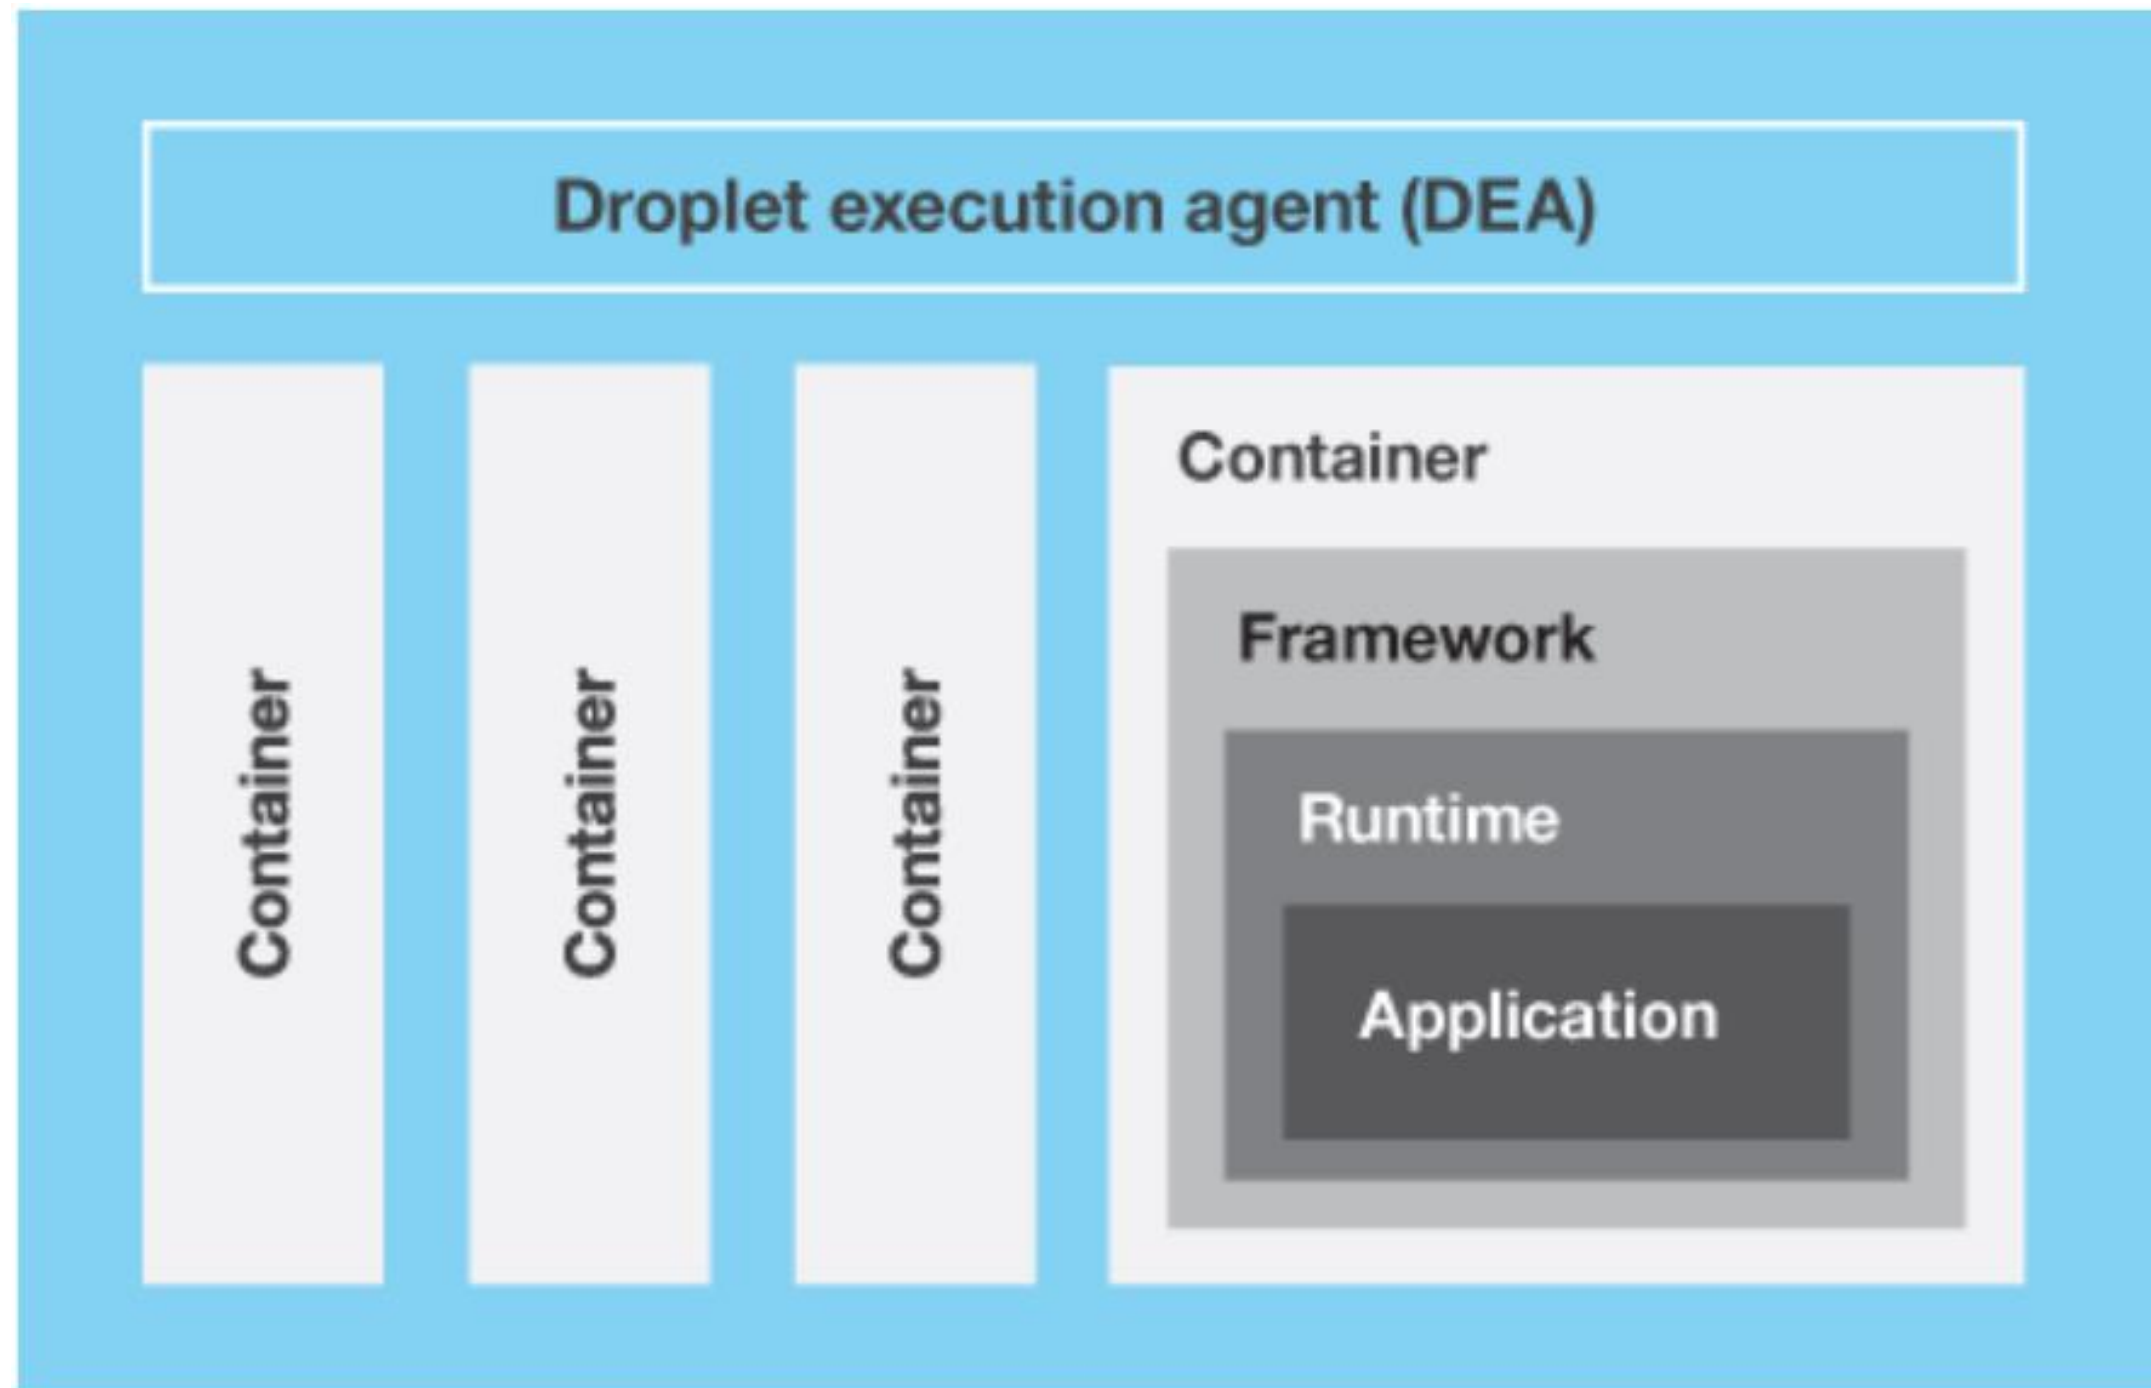 Droplet execution agent (DEA)
Container
Container
Container
Container
Framework
Runtime
Application